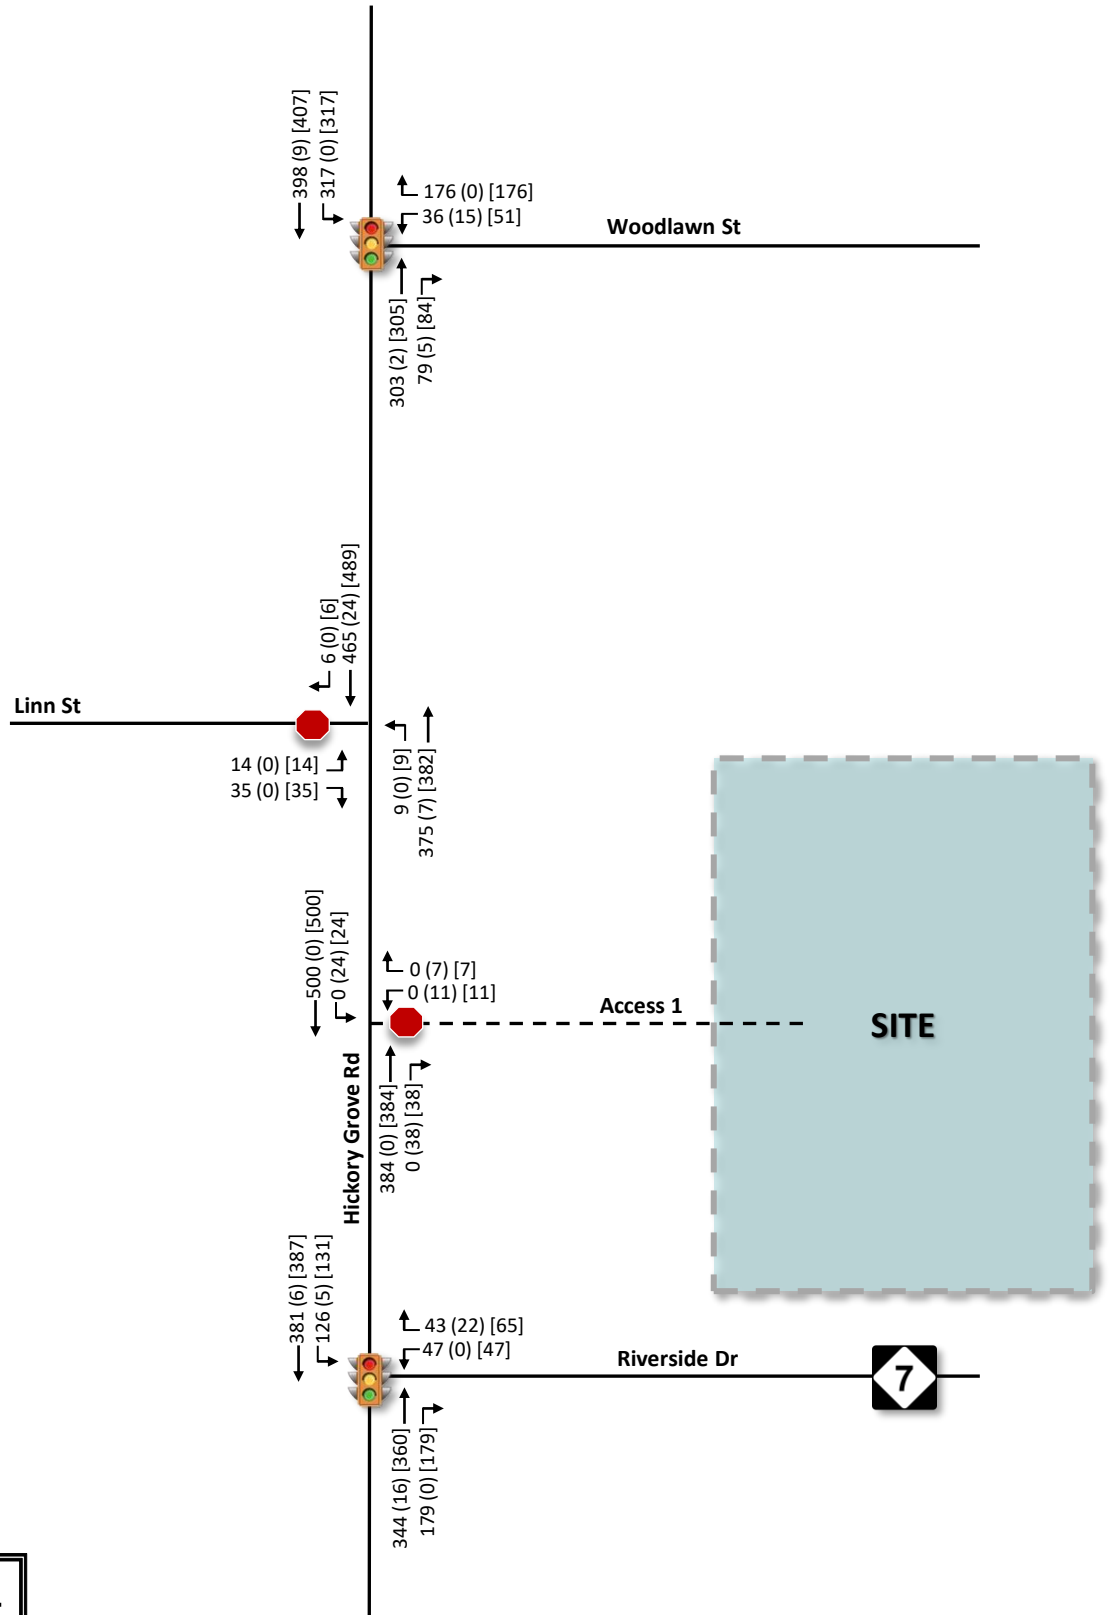 398 (9) [407]
317 (0) [317]
176 (0) [176]
36 (15) [51]
Woodlawn St
303 (2) [305]
79 (5) [84]
6 (0) [6]
465 (24) [489]
Linn St
14 (0) [14]
35 (0) [35]
9 (0) [9]
375 (7) [382]
500 (0) [500]
0 (24) [24]
0 (7) [7]
0 (11) [11]
Access 1
SITE
384 (0) [384]
0 (38) [38]
Hickory Grove Rd
381 (6) [387]
126 (5) [131]
43 (22) [65]
47 (0) [47]
Riverside Dr
7
344 (16) [360]
179 (0) [179]